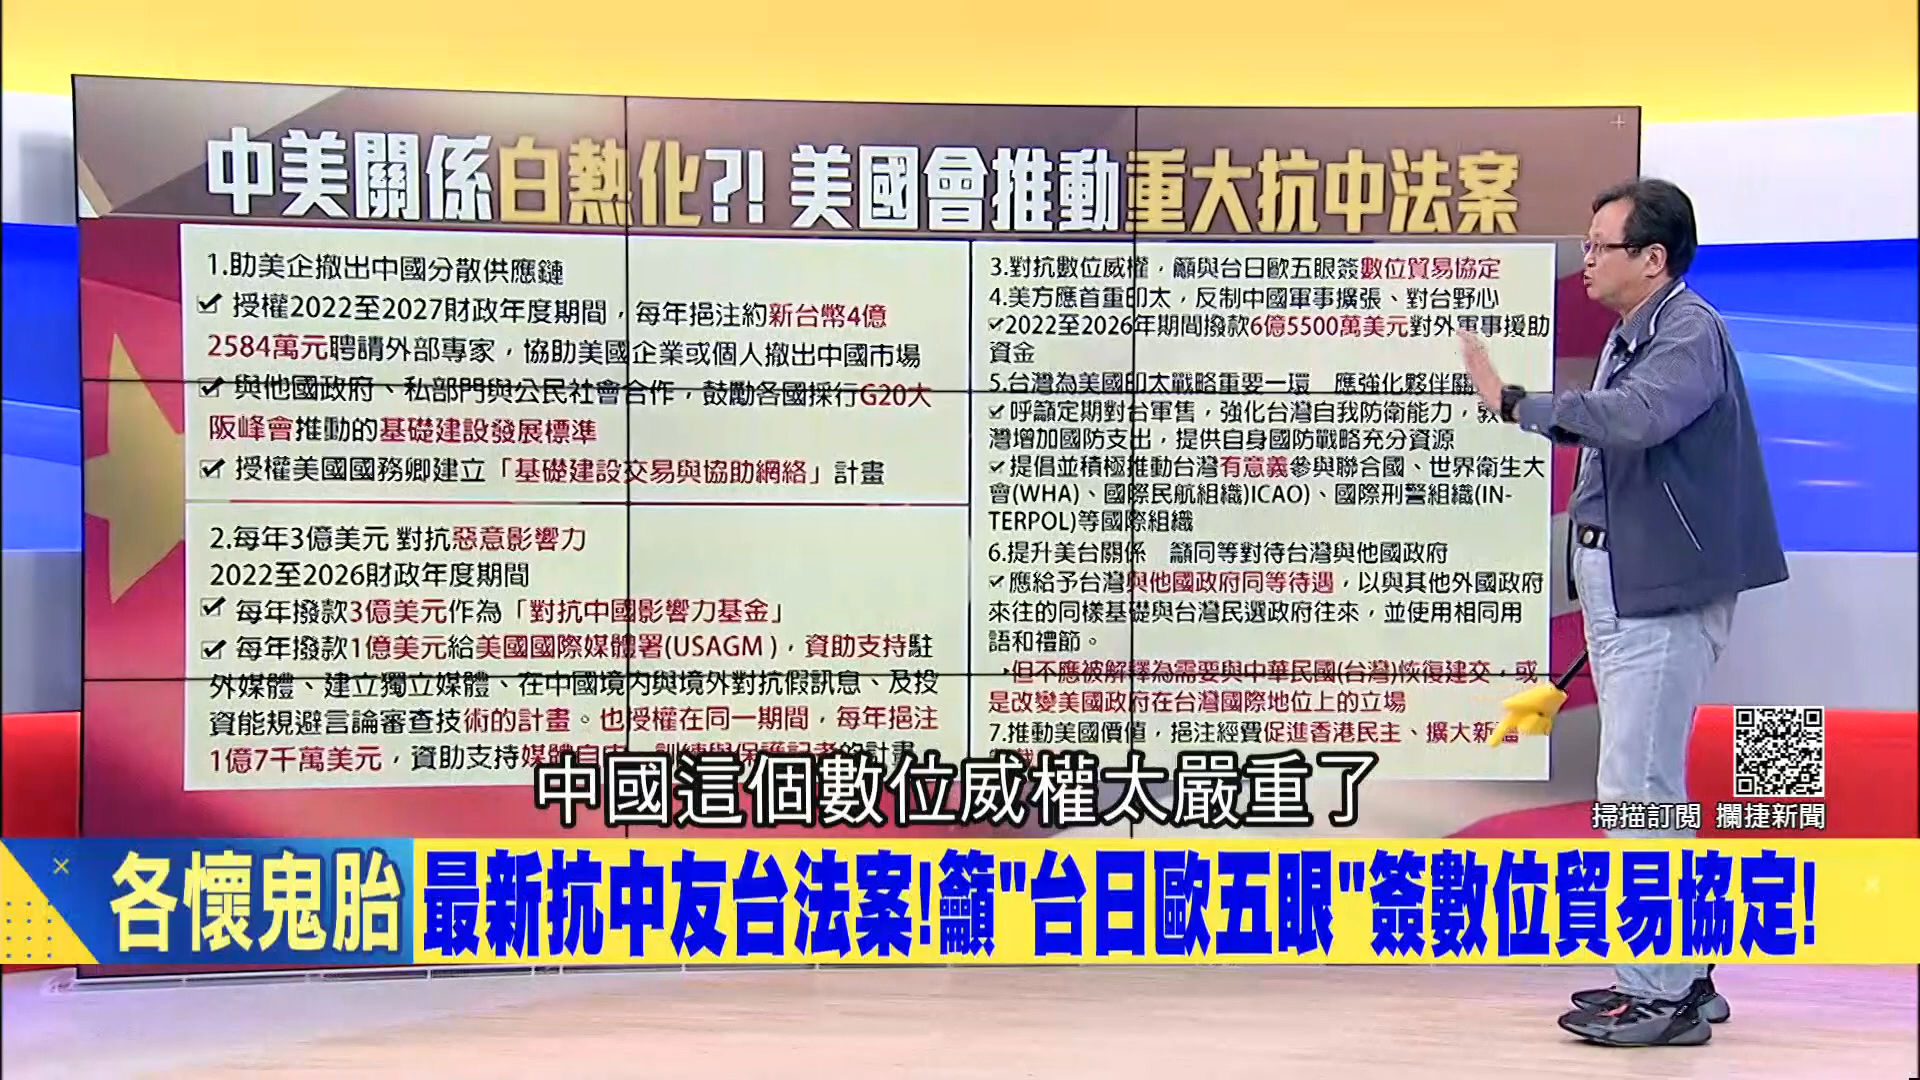 中美關係白熱化?! 美國會推動重大抗中法案
1.助美企撤出中國分散供應鏈
授權2022至2027財政年度期間，每年挹注約新台幣4億
2584萬元聘請外部專家，協助美國企業或個人撤出中國市場
與他國政府、私部門與公民社會合作，鼓勵各國採行G20大
阪峰會推動的基礎建設發展標準
授權美國國務卿建立「基礎建設交易與協助網絡」計畫
2.每年3億美元 對抗惡意影響力
2022至2026財政年度期間
每年撥款3億美元作為「對抗中國影響力基金」
每年撥款1億美元給美國國際媒體署(USAGM)，資助支持駐
外媒體、建立獨立媒體、在中國境內與境外對抗假訊息、及投
資能規避言論審查技術的計畫。也授權在同一期間，每年挹注
1億7千萬美元，資助支持媒體自由、訓練與保護記者的計畫
3.對抗數位威權，籲與台日歐五眼簽數位貿易協定
4.美方應首重印太，反制中國軍事擴張、對台野心
2022至2026年期間撥款6億5500萬美元對外軍事援助
資金
5.台灣為美國印太戰略重要一環 應強化夥伴關
呼籲定期對台軍售，強化台灣自我防衛能力，敦
灣增加國防支出，提供自身國防戰略充分資源
提倡並積極推動台灣有意義參與聯合國、世界衛生大
會(WHA)、國際民航組織)ICAO)、國際刑警組織(IN-
TERPOL)等國際組織
6.提升美台關係 籲同等對待台灣與他國政府
應給予台灣與他國政府同等待遇，以與其他外國政府
來往的同樣基礎與台灣民選政府往來，並使用相同用
語和禮節。
‣但不應被解釋為需要與中華民國(台灣)恢復建交，或
是改變美國政府在台灣國際地位上的立場
7.推動美國價值，挹注經費促進香港民主、擴大新疆
中國這個數位威權太嚴重了
掃描訂閱 攔捷新聞
各懷鬼胎
最新抗中友台法案!籲"台日歐五眼"簽數位貿易協定!